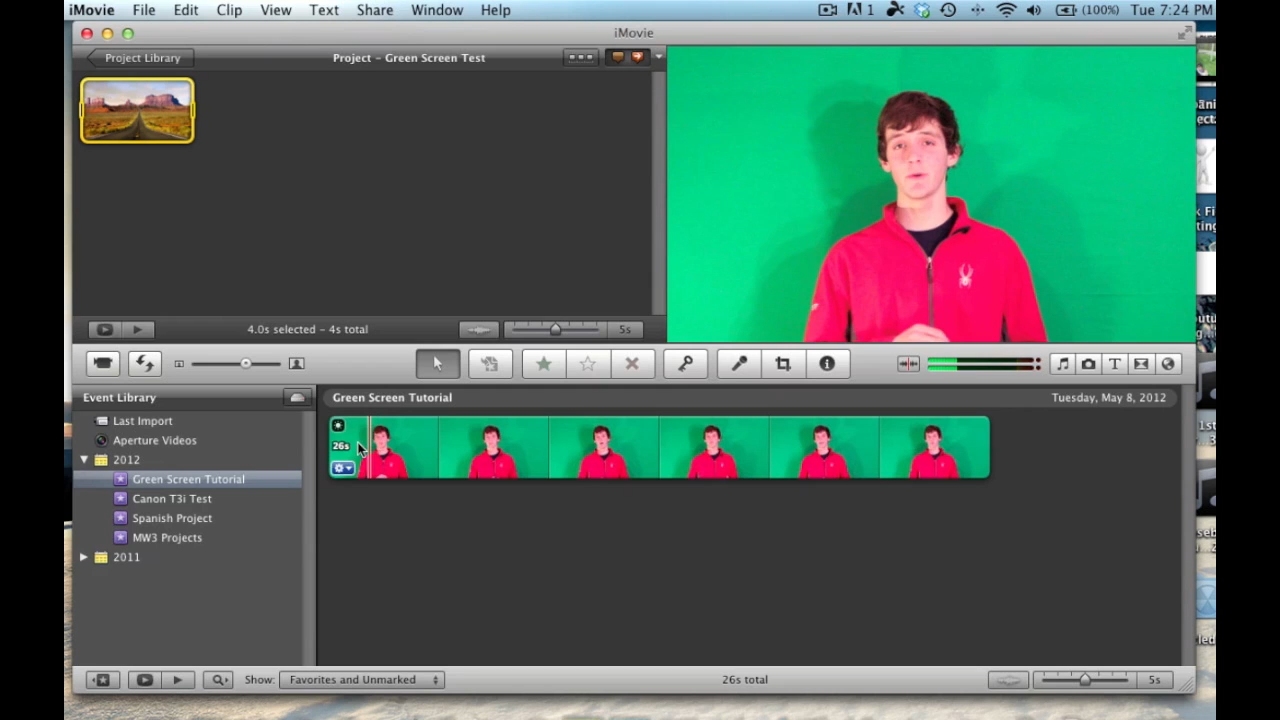 iMovie File Edit Clip View Text Share Window Help 1 (100%) Tue 7:24 PM
iMovie
Project Library Project - Green Screen Test
4.0s selected - 4s total 5s
Event Library Green Screen Tutorial Tuesday, May 8, 2012
Last Import
Aperture Videos
2012
Green Screen Tutorial
Canon T3i Test
Spanish Project
MW3 Projects
2011
26s
Show: Favorites and Unmarked 26s total 5s